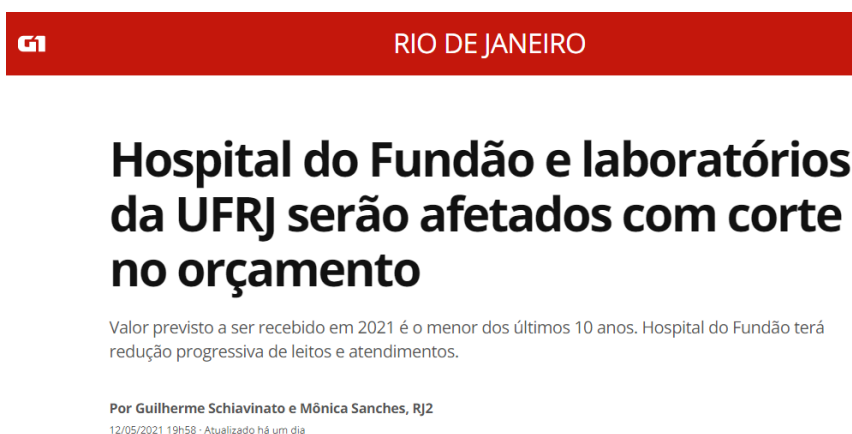 G1
RIO DE JANEIRO
Hospital do Fundão e laboratórios
da UFRJ serão afetados com corte
no orçamento
Valor previsto a ser recebido em 2021 é o menor dos últimos 10 anos. Hospital do Fundão terá
redução progressiva de leitos e atendimentos.
Por Guilherme Schiavinato e Mônica Sanches, RJ2
12/05/2021 19h58 · Atualizado há um dia